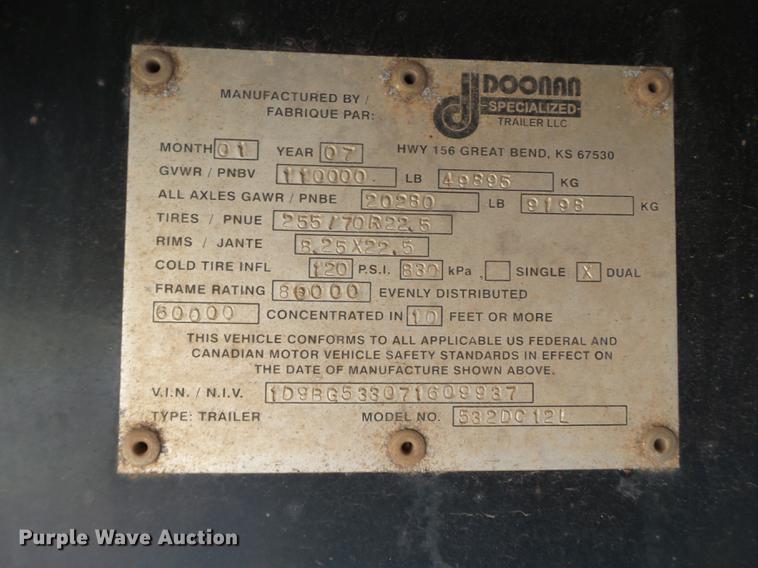 MANUFACTURED BY /
FABRIQUE PAR:
DOONAN
SPECIALIZED
TRAILER LLC
MONTH 01 YEAR 07 HWY 156 GREAT BEND, KS 67530
GVWR / PNBV 110000 LB 49895 KG
ALL AXLES GAWR / PNBE 20280 LB 9198 KG
TIRES / PNUE 255/70R22.5
RIMS / JANTE 8.25X22.5
COLD TIRE INFL 120 P.S.I. 830 kPa SINGLE X DUAL
FRAME RATING 80000 EVENLY DISTRIBUTED
60000 CONCENTRATED IN 10 FEET OR MORE
THIS VEHICLE CONFORMS TO ALL APPLICABLE US FEDERAL AND
CANADIAN MOTOR VEHICLE SAFETY STANDARDS IN EFFECT ON
THE DATE OF MANUFACTURE SHOWN ABOVE.
V.I.N. / N.I.V. 1D9BG533071609937
TYPE: TRAILER MODEL NO. 532DC12L
Purple Wave Auction